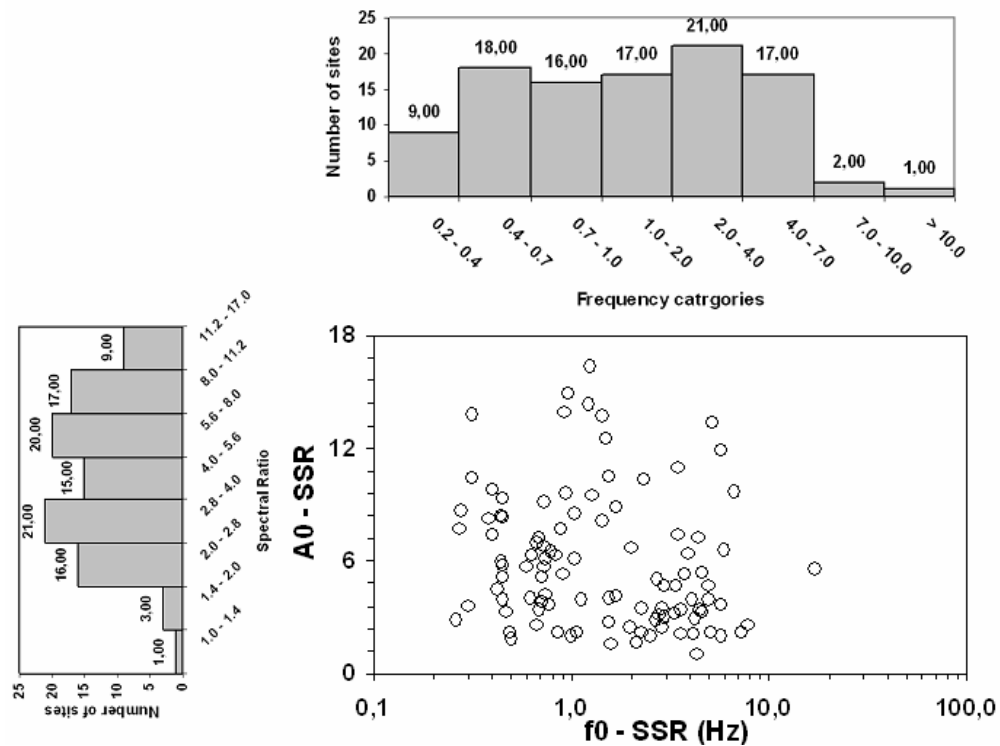 25
20
15
10
5
0
Number of sites
9,00
18,00
16,00
17,00
21,00
17,00
2,00
1,00
0.2 - 0.4
0.4 - 0.7
0.7 - 1.0
1.0 - 2.0
2.0 - 4.0
4.0 - 7.0
7.0 - 10.0
> 10.0
Frequency catrgories
9,00
17,00
20,00
15,00
21,00
16,00
3,00
1,00
11.2 - 17.0
8.0 - 11.2
5.6 - 8.0
4.0 - 5.6
2.8 - 4.0
2.0 - 2.8
1.4 - 2.0
1.0 - 1.4
Spectral Ratio
25 20 15 10 5 0
Number of sites
18
12
6
0
A0 - SSR
0,1 1,0 10,0 100,0
f0 - SSR (Hz)